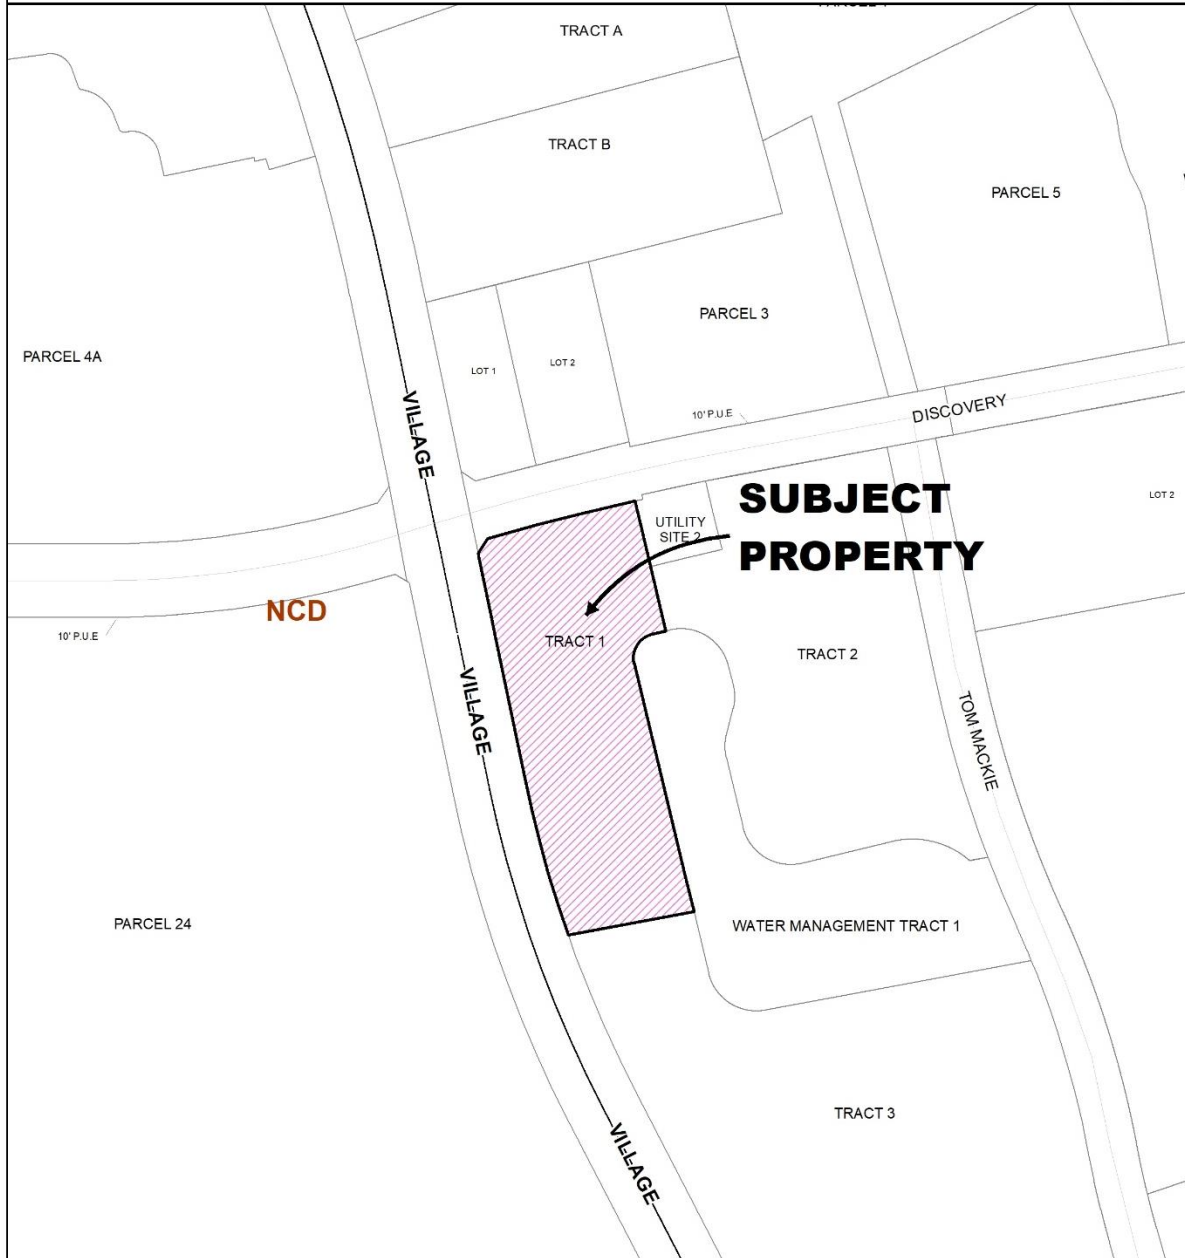 TRACT A
TRACT B
PARCEL 5
PARCEL 3
PARCEL 4A
LOT 1
LOT 2
10' P.U.E
DISCOVERY
VILLAGE
SUBJECT
PROPERTY
LOT 2
UTILITY
SITE 2
NCD
10' P.U.E
TRACT 1
TRACT 2
VILLAGE
TOM MACKIE
PARCEL 24
WATER MANAGEMENT TRACT 1
TRACT 3
VILLAGE